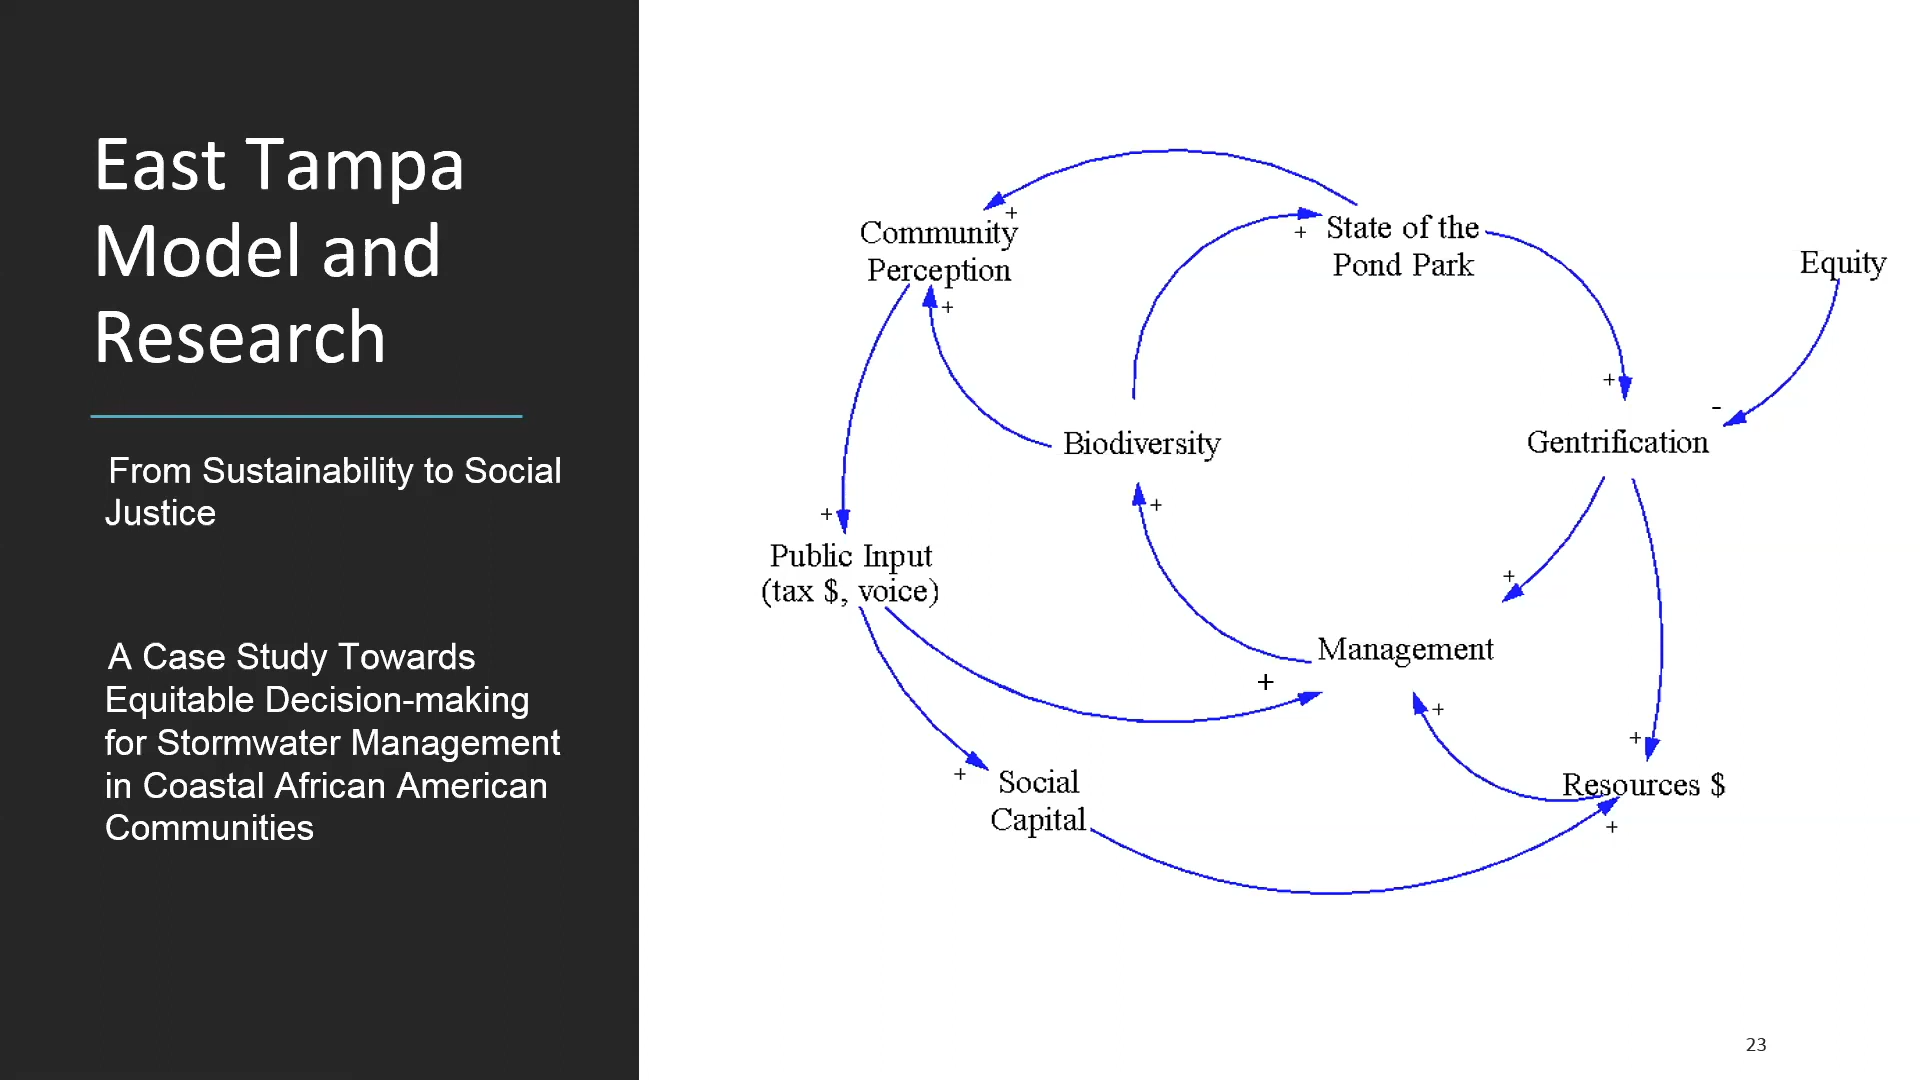 East Tampa
Model and
Research
From Sustainability to Social
Justice
A Case Study Towards
Equitable Decision-making
for Stormwater Management
in Coastal African American
Communities
+
Community
Perception
+
+
State of the
Pond Park
Equity
+
-
Biodiversity
Gentrification
+
+
Public Input
(tax $, voice)
+
Management
+
+
+
+
Social
Capital
Resources $
+
23